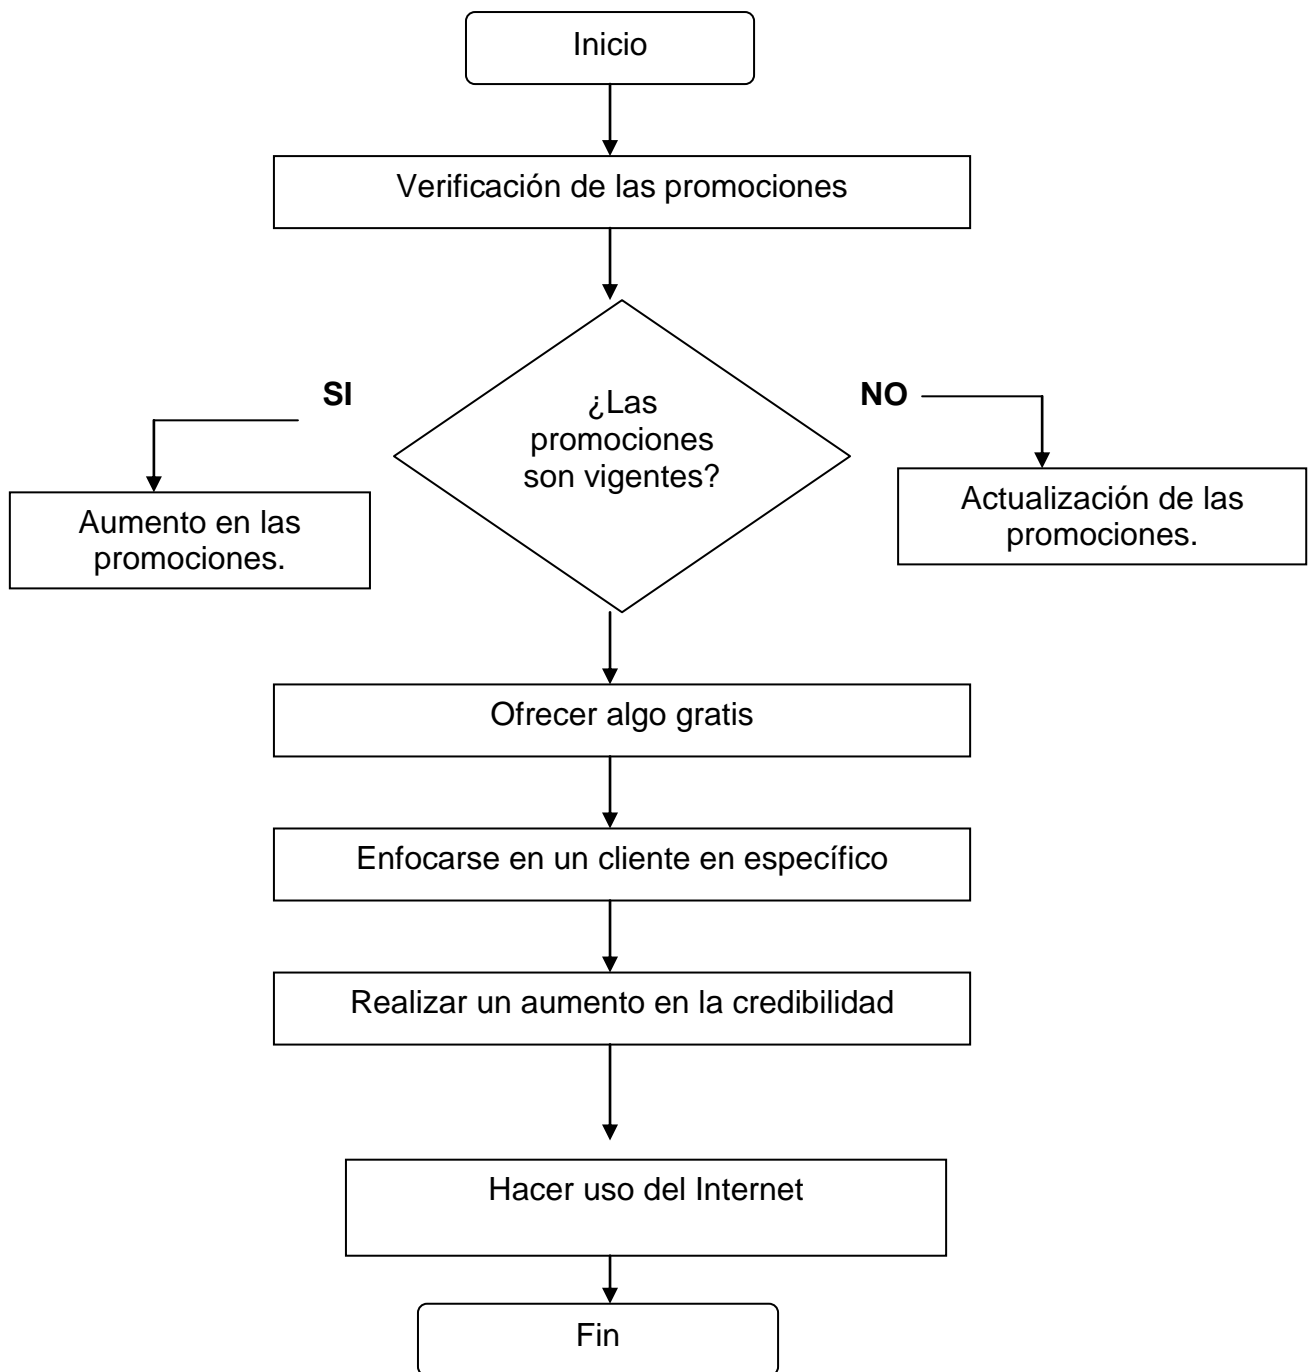 Inicio
Verificación de las promociones
SI
NO
¿Las
promociones
son vigentes?
Aumento en las
promociones.
Actualización de las
promociones.
Ofrecer algo gratis
Enfocarse en un cliente en específico
Realizar un aumento en la credibilidad
Hacer uso del Internet
Fin